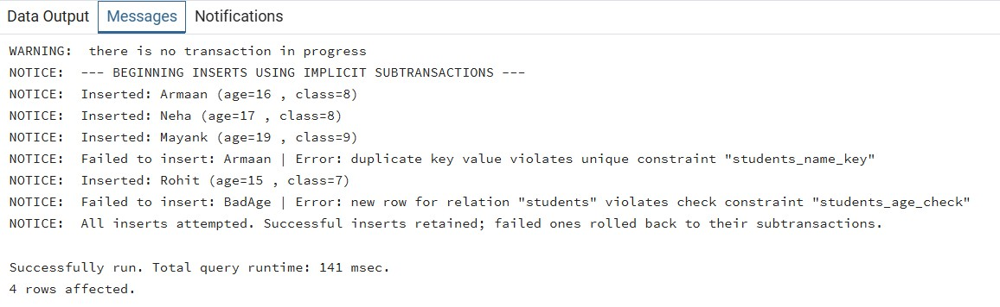 Data Output Messages Notifications
WARNING:  there is no transaction in progress
NOTICE:  --- BEGINNING INSERTS USING IMPLICIT SUBTRANSACTIONS ---
NOTICE:  Inserted: Armaan (age=16 , class=8)
NOTICE:  Inserted: Neha (age=17 , class=8)
NOTICE:  Inserted: Mayank (age=19 , class=9)
NOTICE:  Failed to insert: Armaan | Error: duplicate key value violates unique constraint "students_name_key"
NOTICE:  Inserted: Rohit (age=15 , class=7)
NOTICE:  Failed to insert: BadAge | Error: new row for relation "students" violates check constraint "students_age_check"
NOTICE:  All inserts attempted. Successful inserts retained; failed ones rolled back to their subtransactions.
Successfully run. Total query runtime: 141 msec.
4 rows affected.